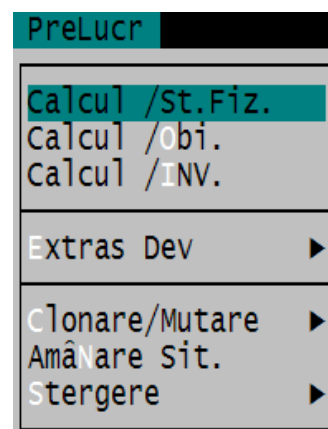 PreLucr
Calcul /St.Fiz.
Calcul /Obi.
Calcul /INV.
Extras Dev
Clonare/Mutare
AmâNare Sit.
Stergere